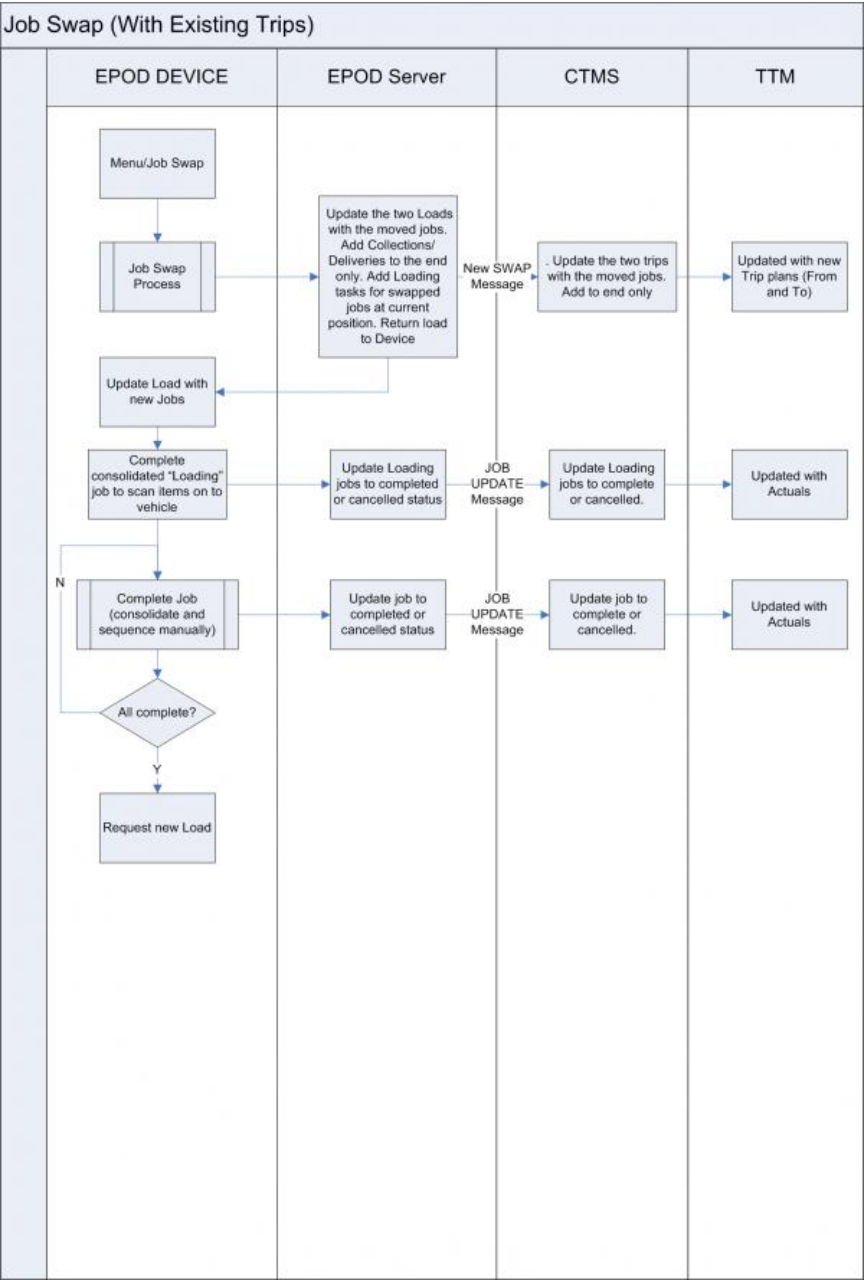 Job Swap (With Existing Trips)
EPOD DEVICE
EPOD Server
CTMS
TTM
Menu/Job Swap
Job Swap
Process
Update the two Loads
with the moved jobs.
Add Collections/
Deliveries to the end
only. Add Loading
tasks for swapped
jobs at current
position. Return load
to Device
New SWAP
Message
. Update the two trips
with the moved jobs.
Add to end only
Updated with new
Trip plans (From
and To)
Update Load with
new Jobs
Complete
consolidated “Loading”
job to scan items on to
vehicle
Update Loading
jobs to completed
or cancelled status
JOB
UPDATE
Message
Update Loading
jobs to complete
or cancelled.
Updated with
Actuals
N
Complete Job
(consolidate and
sequence manually)
Update job to
completed or
cancelled status
JOB
UPDATE
Message
Update job to
complete or
cancelled.
Updated with
Actuals
All complete?
Y
Request new Load